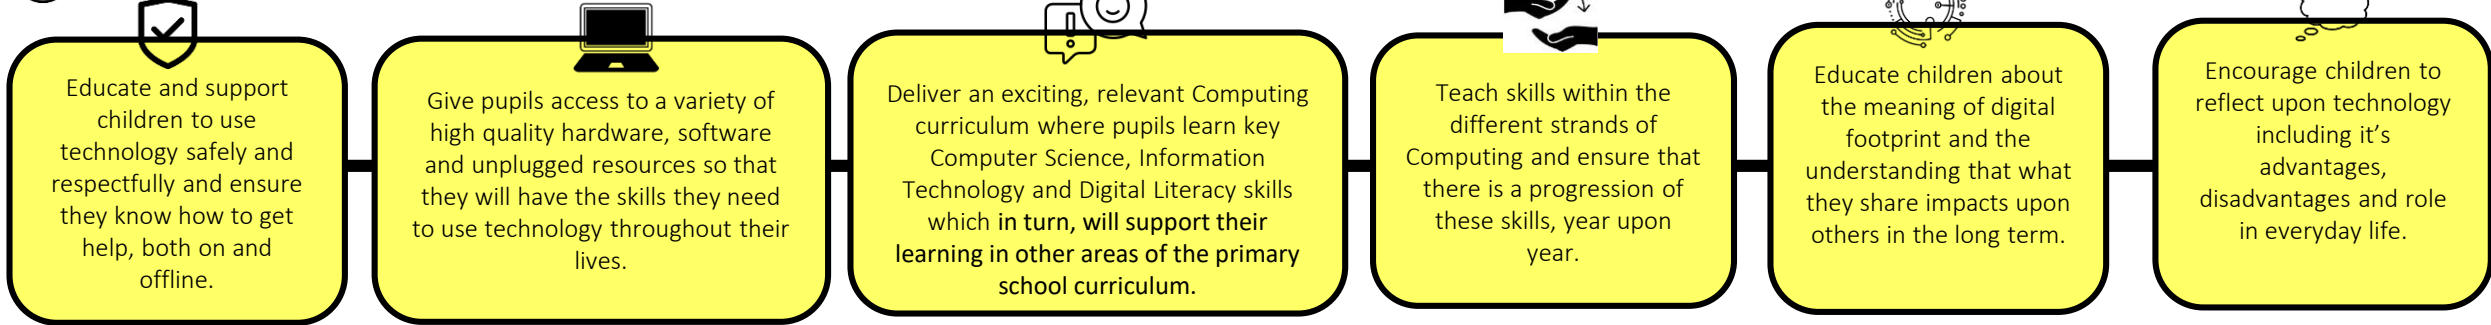 Educate and support
children to use
technology safely and
respectfully and ensure
they know how to get
help, both on and
offline.
Give pupils access to a variety of
high quality hardware, software
and unplugged resources so that
they will have the skills they need
to use technology throughout their
lives.
Deliver an exciting, relevant Computing
curriculum where pupils learn key
Computer Science, Information
Technology and Digital Literacy skills
which in turn, will support their
learning in other areas of the primary
school curriculum.
Teach skills within the
different strands of
Computing and ensure that
there is a progression of
these skills, year upon
year.
Educate children about
the meaning of digital
footprint and the
understanding that what
they share impacts upon
others in the long term.
Encourage children to
reflect upon technology
including it’s
advantages,
disadvantages and role
in everyday life.